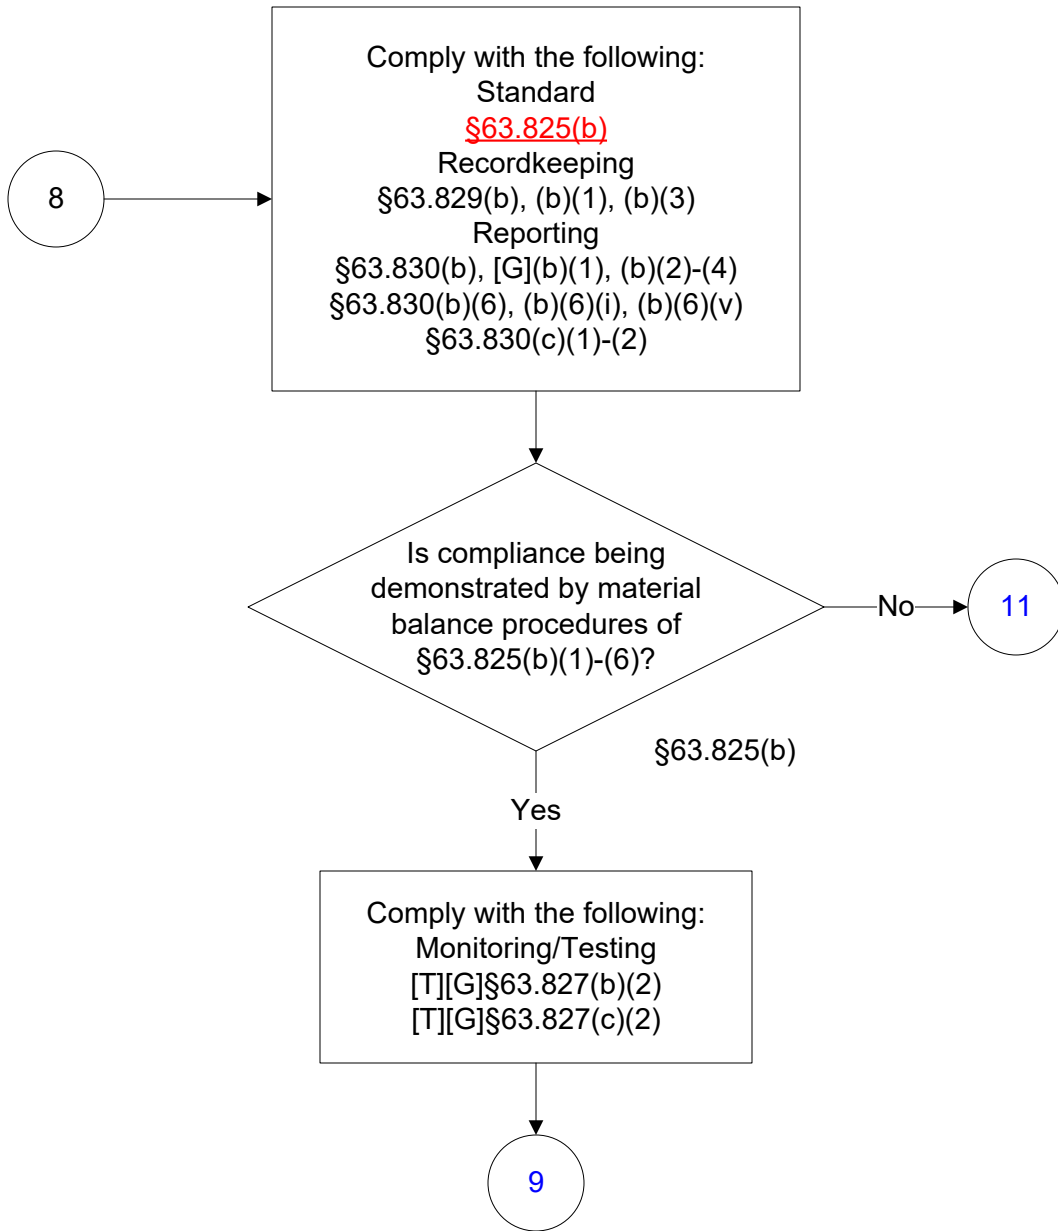 Comply with the following:
Standard
§63.825(b)
Recordkeeping
§63.829(b), (b)(1), (b)(3)
Reporting
§63.830(b), [G](b)(1), (b)(2)-(4)
§63.830(b)(6), (b)(6)(i), (b)(6)(v)
§63.830(c)(1)-(2)
8
Is compliance being
demonstrated by material
balance procedures of
§63.825(b)(1)-(6)?
No
11
§63.825(b)
Yes
Comply with the following:
Monitoring/Testing
[T][G]§63.827(b)(2)
[T][G]§63.827(c)(2)
9